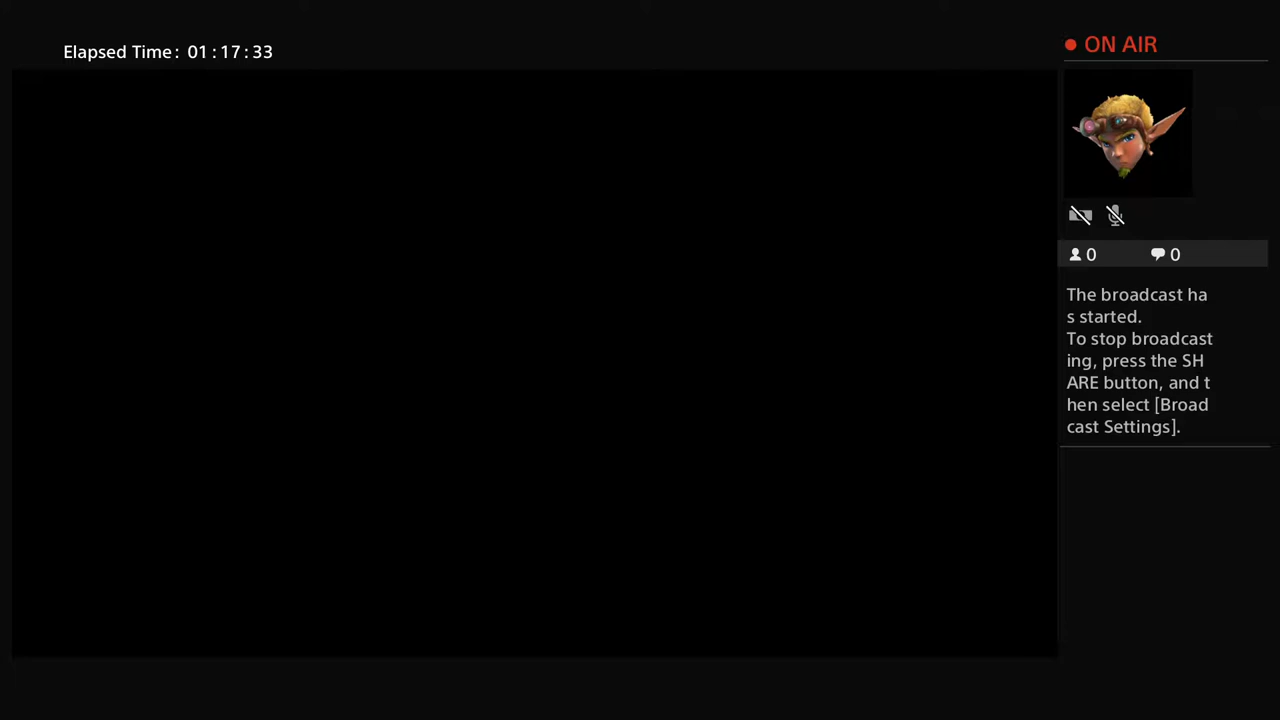 Elapsed Time: 01:17:33
ON AIR
0
0
The broadcast ha
s started.
To stop broadcast
ing, press the SH
ARE button, and t
hen select [Broad
cast Settings].